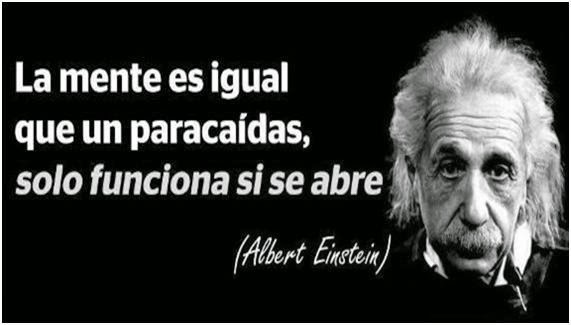 La mente es igual
que un paracaídas,
solo funciona si se abre
(Albert Einstein)